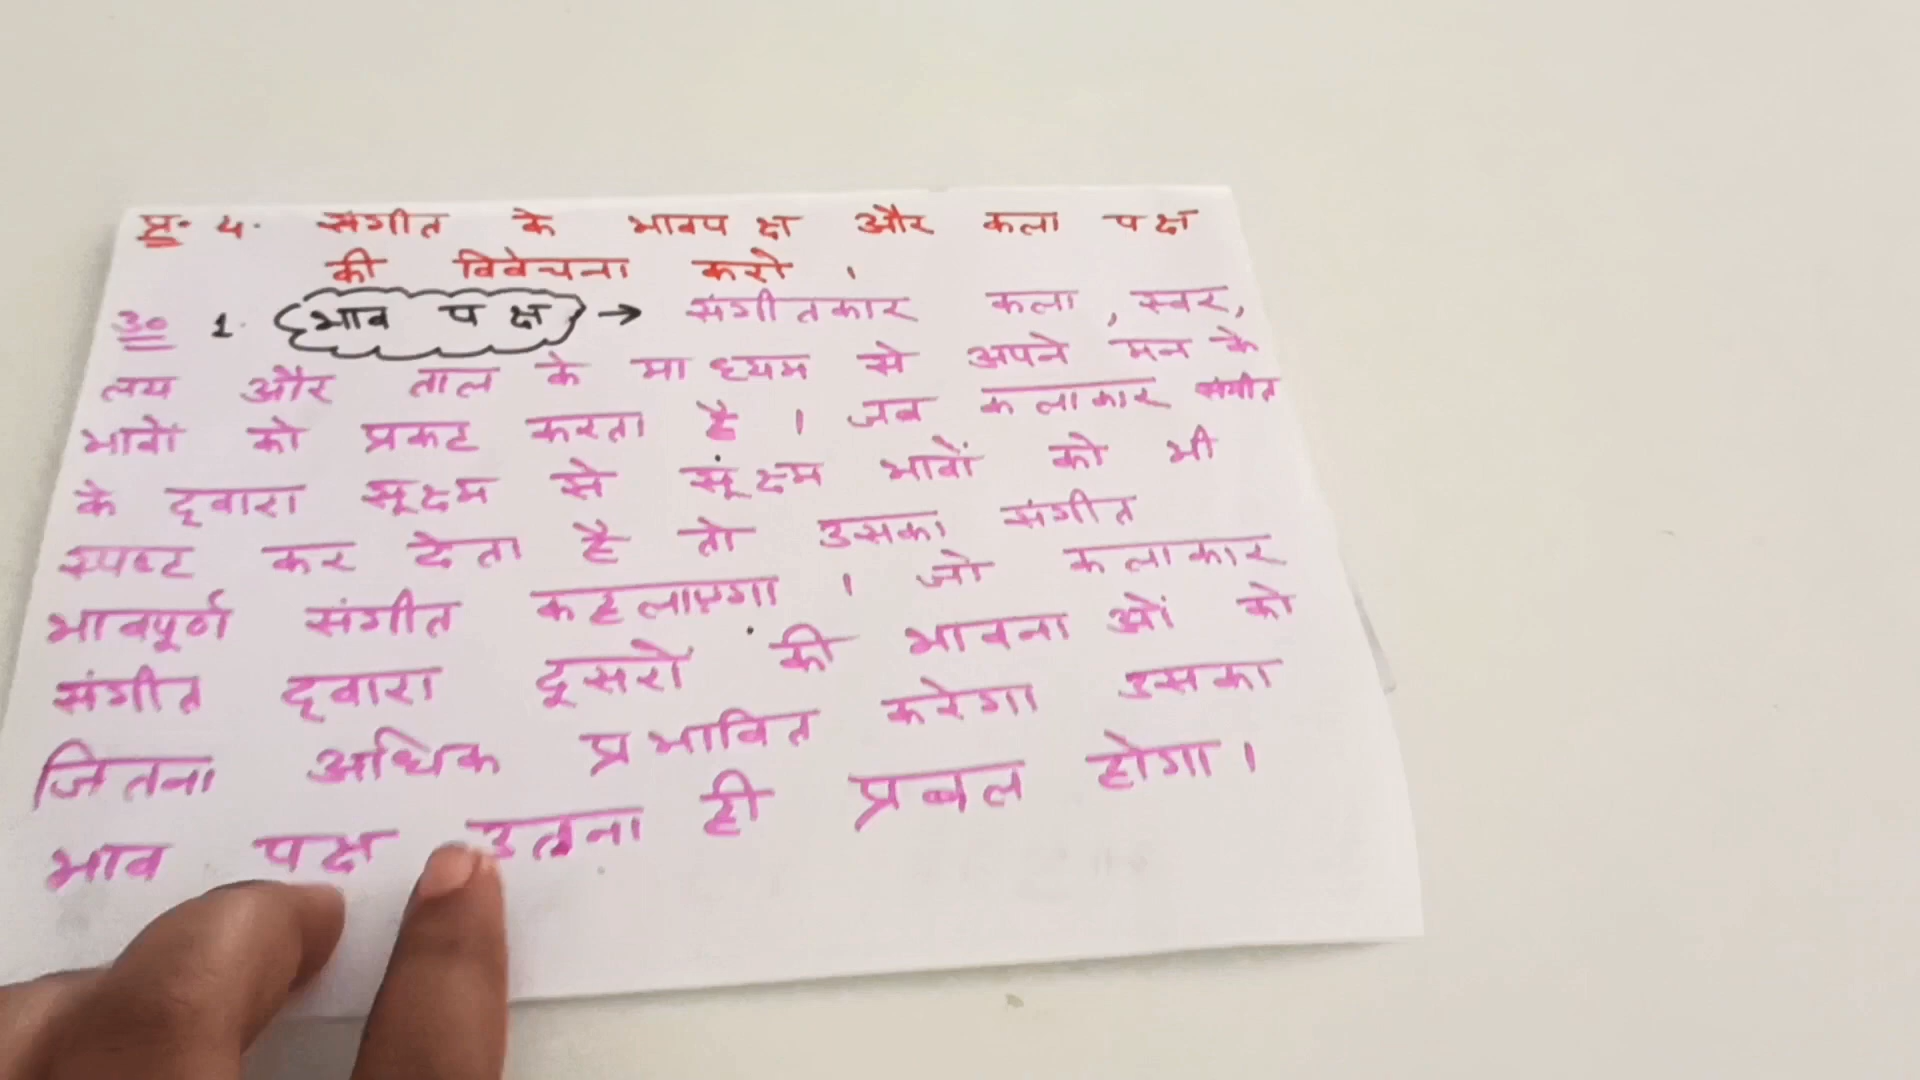 प्र. 4. संगीत के भावपक्ष और कला पक्ष
की विवेचना करो ।
उ० 1. भाव पक्ष → संगीतकार कला, स्वर,
लय और ताल के माध्यम से अपने मन के
भावों को प्रकट करता है । जब कलाकार संगीत
के द्वारा सूक्ष्म से सूंक्ष्म भावों को भी
स्पष्ट कर देता है तो उसका संगीत
भावपूर्ण संगीत कहलाएगा । जो कलाकार
संगीत द्वारा दूसरों की भावनाओं को
जितना अधिक प्रभावित करेगा उसका
भाव पक्ष उतना ही प्रबल होगा ।